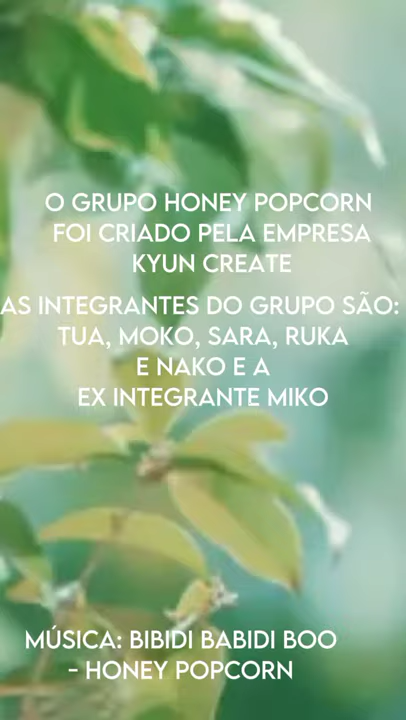 O GRUPO HONEY POPCORN
FOI CRIADO PELA EMPRESA
KYUN CREATE
AS INTEGRANTES DO GRUPO SÃO:
TUA, MOKO, SARA, RUKA
E NAKO E A
EX INTEGRANTE MIKO
MÚSICA: BIBIDI BABIDI BOO
- HONEY POPCORN